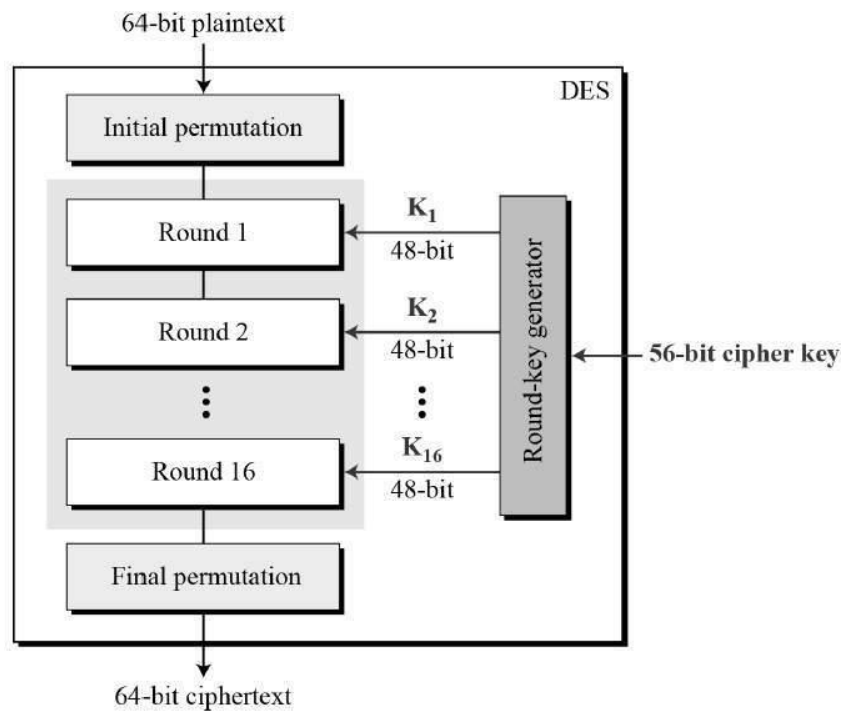 64-bit plaintext
DES
Initial permutation
Round 1
K1
48-bit
Round 2
K2
48-bit
Round-key generator
56-bit cipher key
Round 16
K16
48-bit
Final permutation
64-bit ciphertext